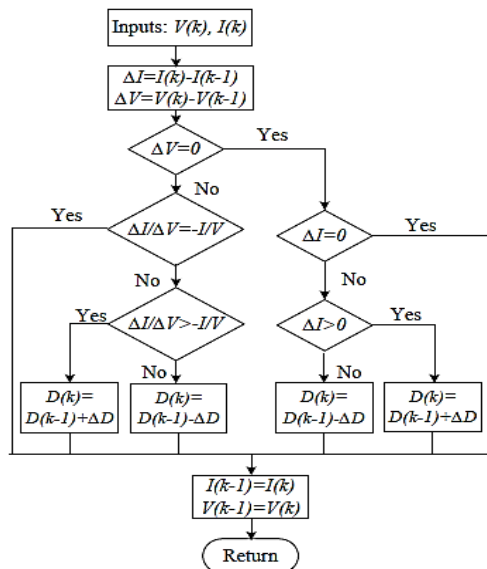 Inputs: V(k), I(k)
ΔI=I(k)-I(k-1)
ΔV=V(k)-V(k-1)
ΔV=0
Yes
No
Yes
ΔI/ΔV=-I/V
ΔI=0
Yes
No
No
Yes
ΔI/ΔV>-I/V
ΔI>0
Yes
No
No
D(k)=
D(k-1)+ΔD
D(k)=
D(k-1)-ΔD
D(k)=
D(k-1)-ΔD
D(k)=
D(k-1)+ΔD
I(k-1)=I(k)
V(k-1)=V(k)
Return